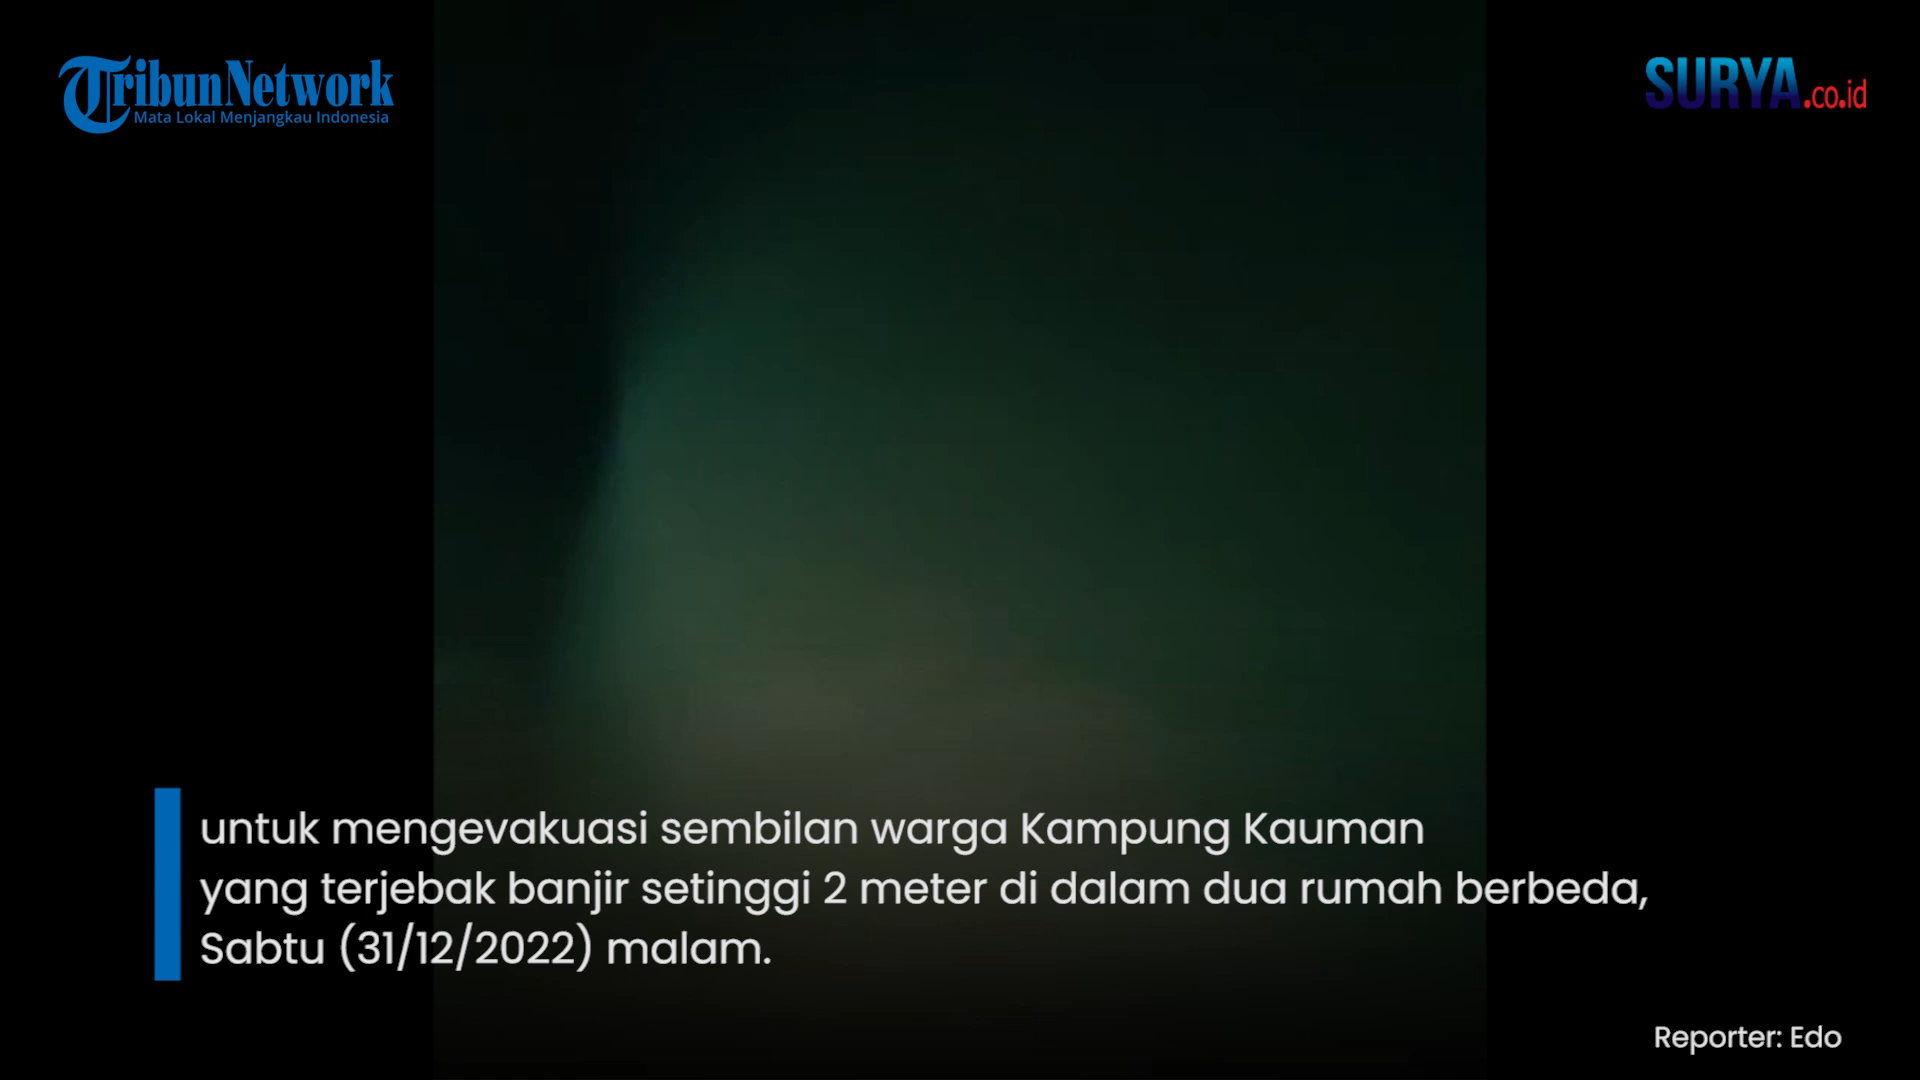 TribunNetwork
Mata Lokal Menjangkau Indonesia
SURYA.co.id
untuk mengevakuasi sembilan warga Kampung Kauman
yang terjebak banjir setinggi 2 meter di dalam dua rumah berbeda,
Sabtu (31/12/2022) malam.
Reporter: Edo